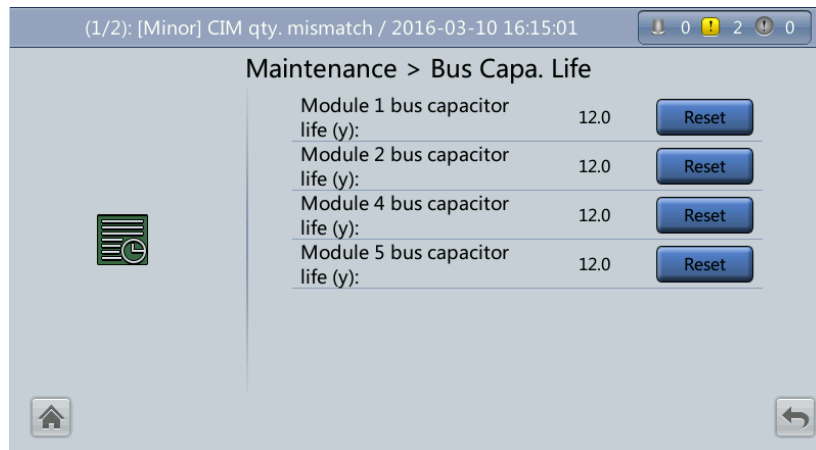 (1/2): [Minor] CIM qty. mismatch / 2016-03-10 16:15:01 0 ! 2 ! 0
Maintenance > Bus Capa. Life
Module 1 bus capacitor
life (y): 12.0 Reset
Module 2 bus capacitor
life (y): 12.0 Reset
Module 4 bus capacitor
life (y): 12.0 Reset
Module 5 bus capacitor
life (y): 12.0 Reset